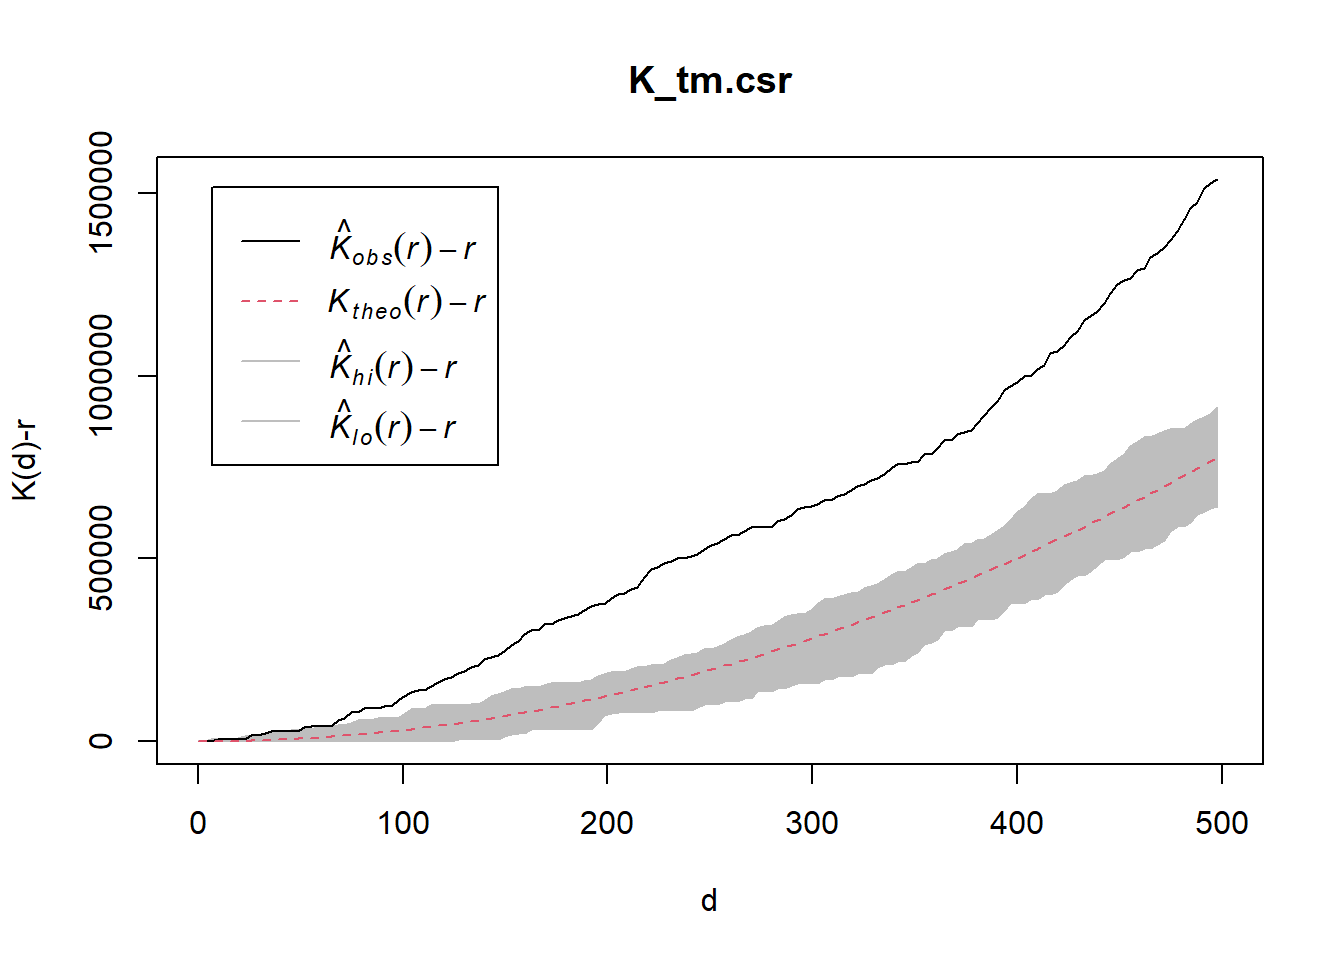 K_tm.csr
K(d)-r
1500000
1000000
500000
0
K̂obs(r) − r
Ktheo(r) − r
K̂hi(r) − r
K̂lo(r) − r
0 100 200 300 400 500
d